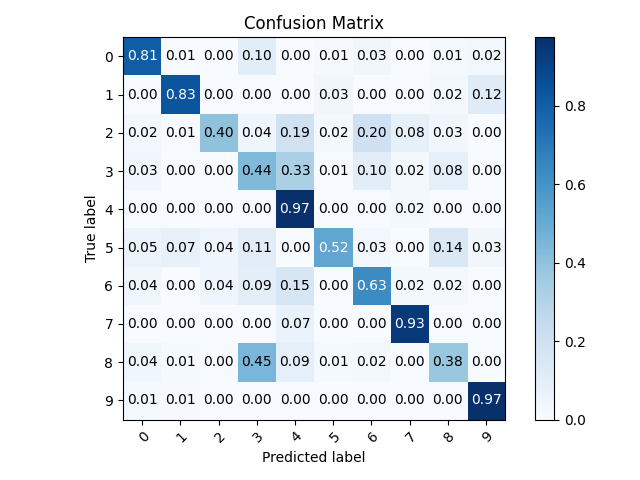 Confusion Matrix
0 0.81 0.01 0.00 0.10 0.00 0.01 0.03 0.00 0.01 0.02
1 0.00 0.83 0.00 0.00 0.00 0.03 0.00 0.00 0.02 0.12
2 0.02 0.01 0.40 0.04 0.19 0.02 0.20 0.08 0.03 0.00
3 0.03 0.00 0.00 0.44 0.33 0.01 0.10 0.02 0.08 0.00
4 0.00 0.00 0.00 0.00 0.97 0.00 0.00 0.02 0.00 0.00
5 0.05 0.07 0.04 0.11 0.00 0.52 0.03 0.00 0.14 0.03
6 0.04 0.00 0.04 0.09 0.15 0.00 0.63 0.02 0.02 0.00
7 0.00 0.00 0.00 0.00 0.07 0.00 0.00 0.93 0.00 0.00
8 0.04 0.01 0.00 0.45 0.09 0.01 0.02 0.00 0.38 0.00
9 0.01 0.01 0.00 0.00 0.00 0.00 0.00 0.00 0.00 0.97
0 1 2 3 4 5 6 7 8 9
Predicted label
True label
0.8
0.6
0.4
0.2
0.0